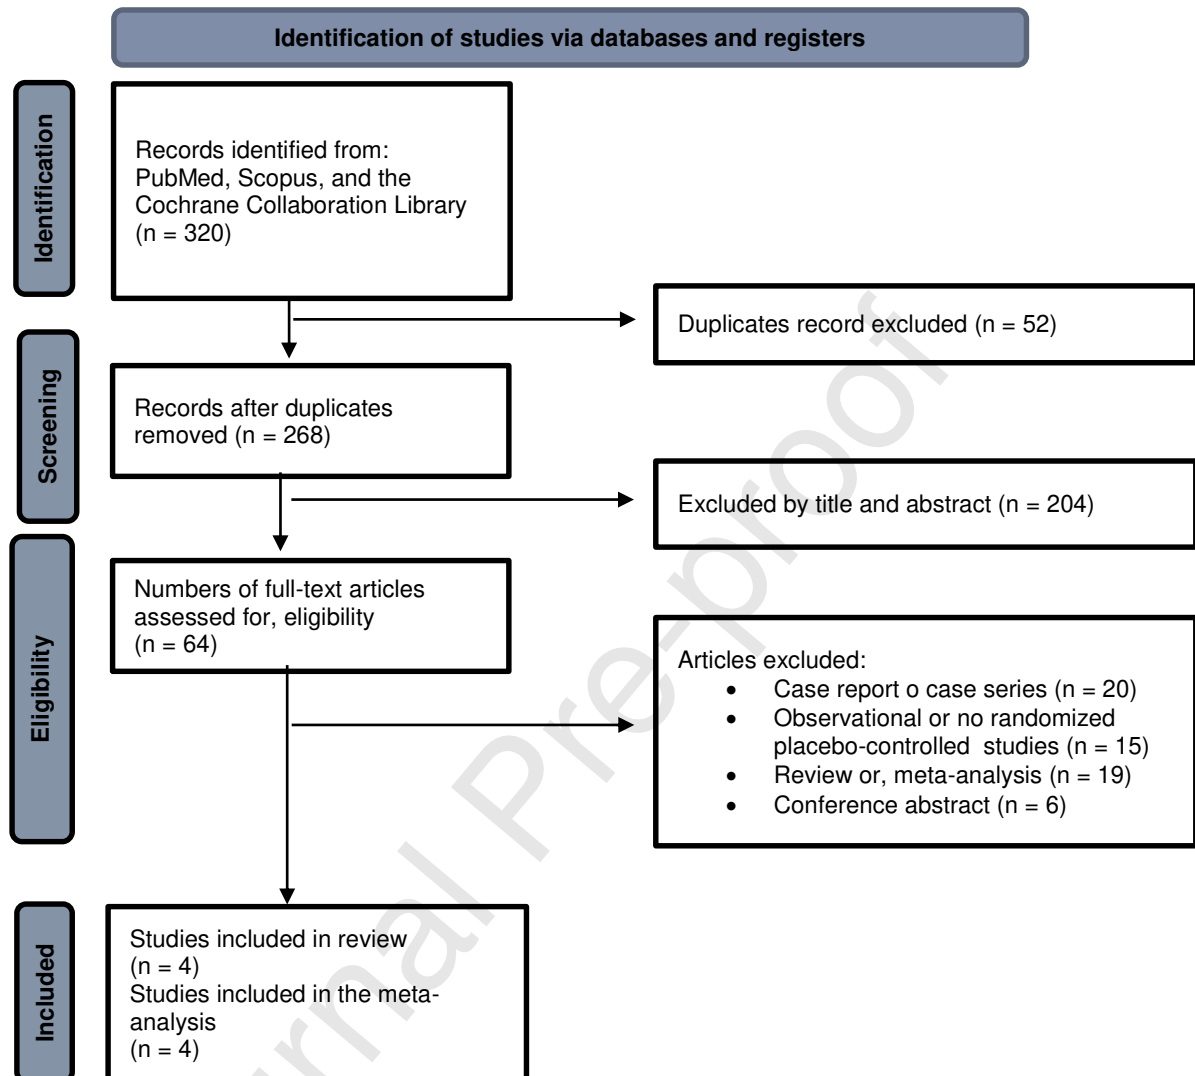 Identification of studies via databases and registers
Identification
Records identified from:
PubMed, Scopus, and the
Cochrane Collaboration Library
(n = 320)
Duplicates record excluded (n = 52)
Screening
Records after duplicates
removed (n = 268)
Excluded by title and abstract (n = 204)
Eligibility
Numbers of full-text articles
assessed for, eligibility
(n = 64)
Articles excluded:
• Case report o case series (n = 20)
• Observational or no randomized
placebo-controlled studies (n = 15)
• Review or, meta-analysis (n = 19)
• Conference abstract (n = 6)
Included
Studies included in review
(n = 4)
Studies included in the meta-
analysis
(n = 4)
rnal Pre-proof